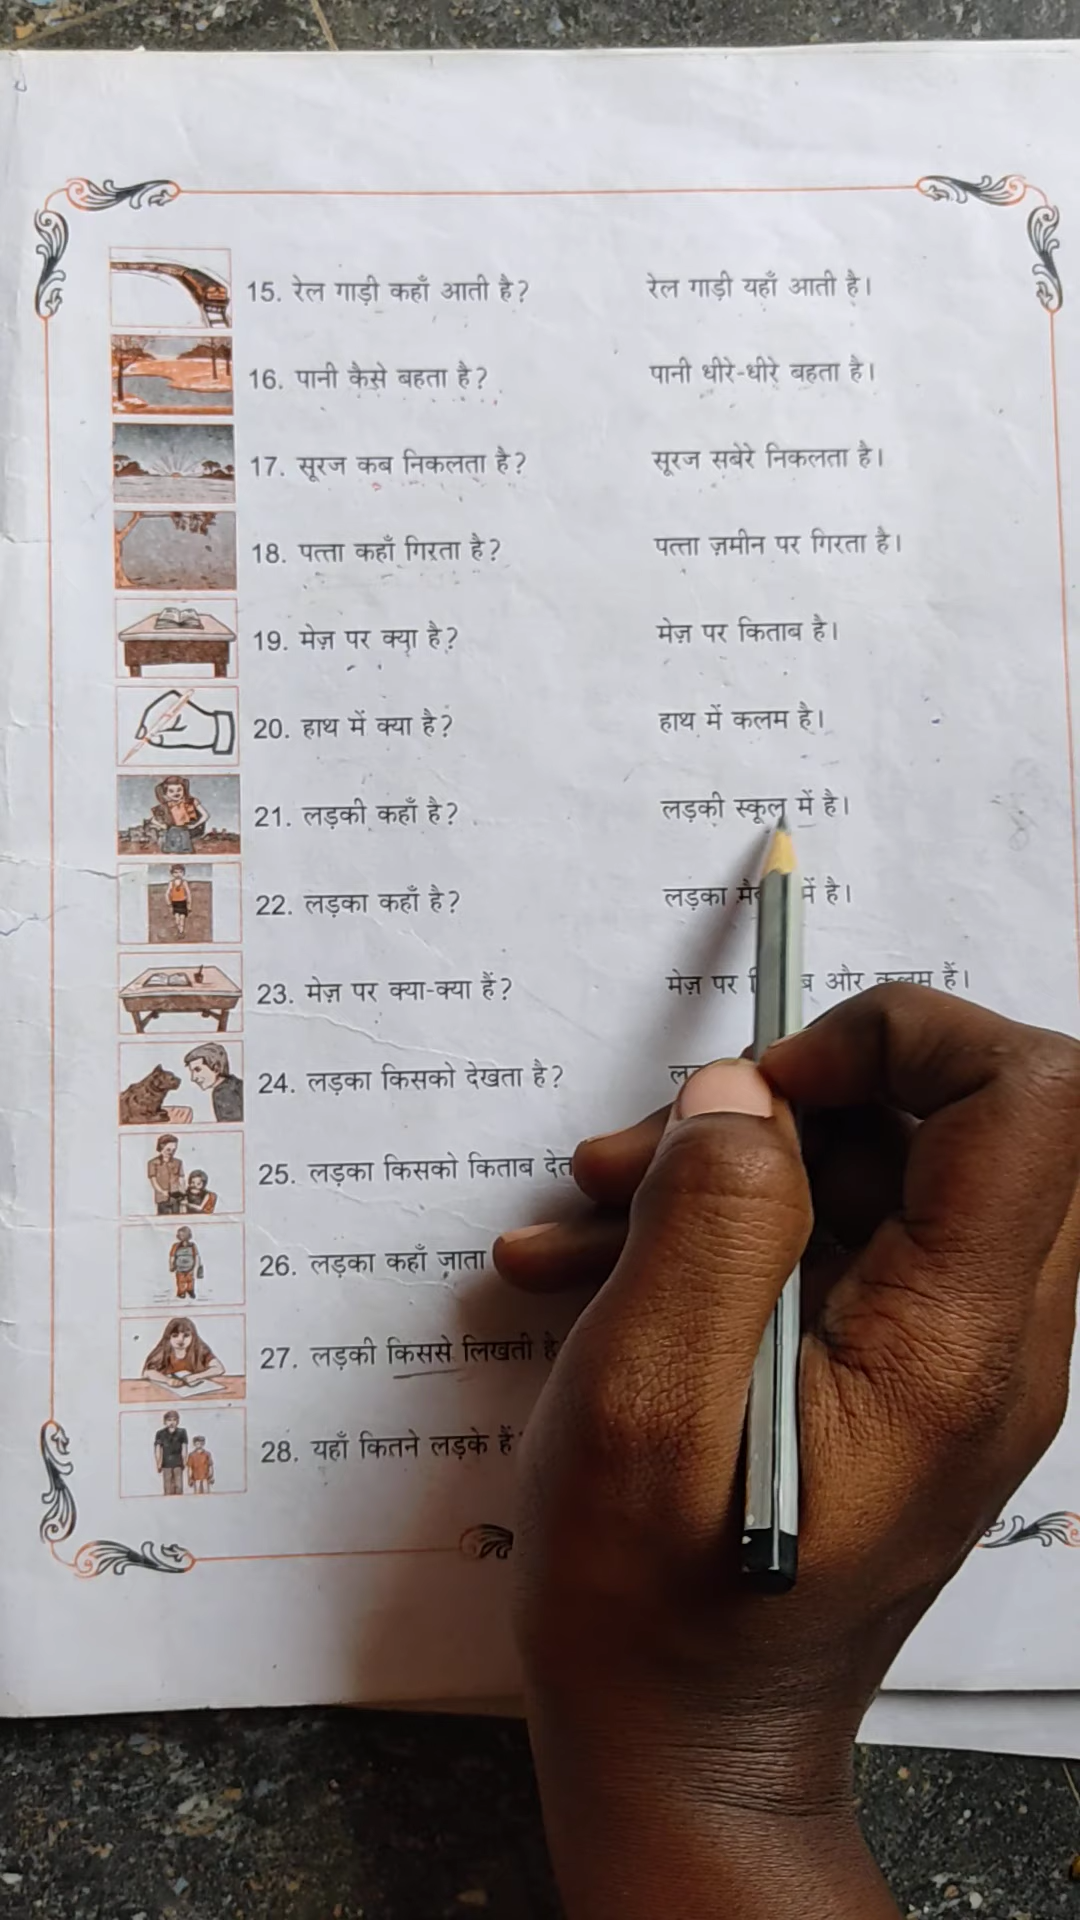 15. रेल गाड़ी कहाँ आती है? रेल गाड़ी यहाँ आती है।
16. पानी कैसे बहता है? पानी धीरे-धीरे बहता है।
17. सूरज कब निकलता है? सूरज सबेरे निकलता है।
18. पत्ता कहाँ गिरता है? पत्ता ज़मीन पर गिरता है।
19. मेज़ पर क्या है? मेज़ पर किताब है।
20. हाथ में क्या है? हाथ में कलम है।
21. लड़की कहाँ है? लड़की स्कूल में है।
22. लड़का कहाँ है? लड़का में है।
23. मेज़ पर क्या-क्या हैं? मेज़ पर और कलम हैं।
24. लड़का किसको देखता है?
25. लड़का किसको किताब
26. लड़का कहाँ जाता
27. लड़की किससे लिखती
28. यहाँ कितने लड़के हैं